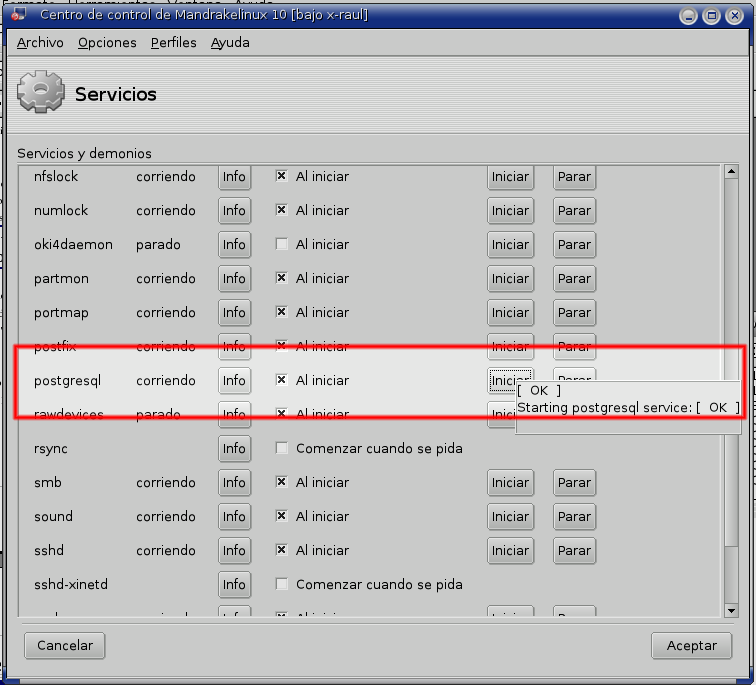 Centro de control de Mandrakelinux 10 [bajo x-raul]
Archivo Opciones Perfiles Ayuda
Servicios
Servicios y demonios
nfslock corriendo Info Al iniciar Iniciar Parar
numlock corriendo Info Al iniciar Iniciar Parar
oki4daemon parado Info Al iniciar Iniciar Parar
partmon corriendo Info Al iniciar Iniciar Parar
portmap corriendo Info Al iniciar Iniciar Parar
postfix corriendo Info Al iniciar Iniciar Parar
postgresql corriendo Info Al iniciar Iniciar Parar
[ OK ]
Starting postgresql service: [ OK ]
rawdevices parado Info Al iniciar
rsync Info Comenzar cuando se pida
smb corriendo Info Al iniciar Iniciar Parar
sound corriendo Info Al iniciar Iniciar Parar
sshd corriendo Info Al iniciar Iniciar Parar
sshd-xinetd Info Comenzar cuando se pida
Cancelar Aceptar